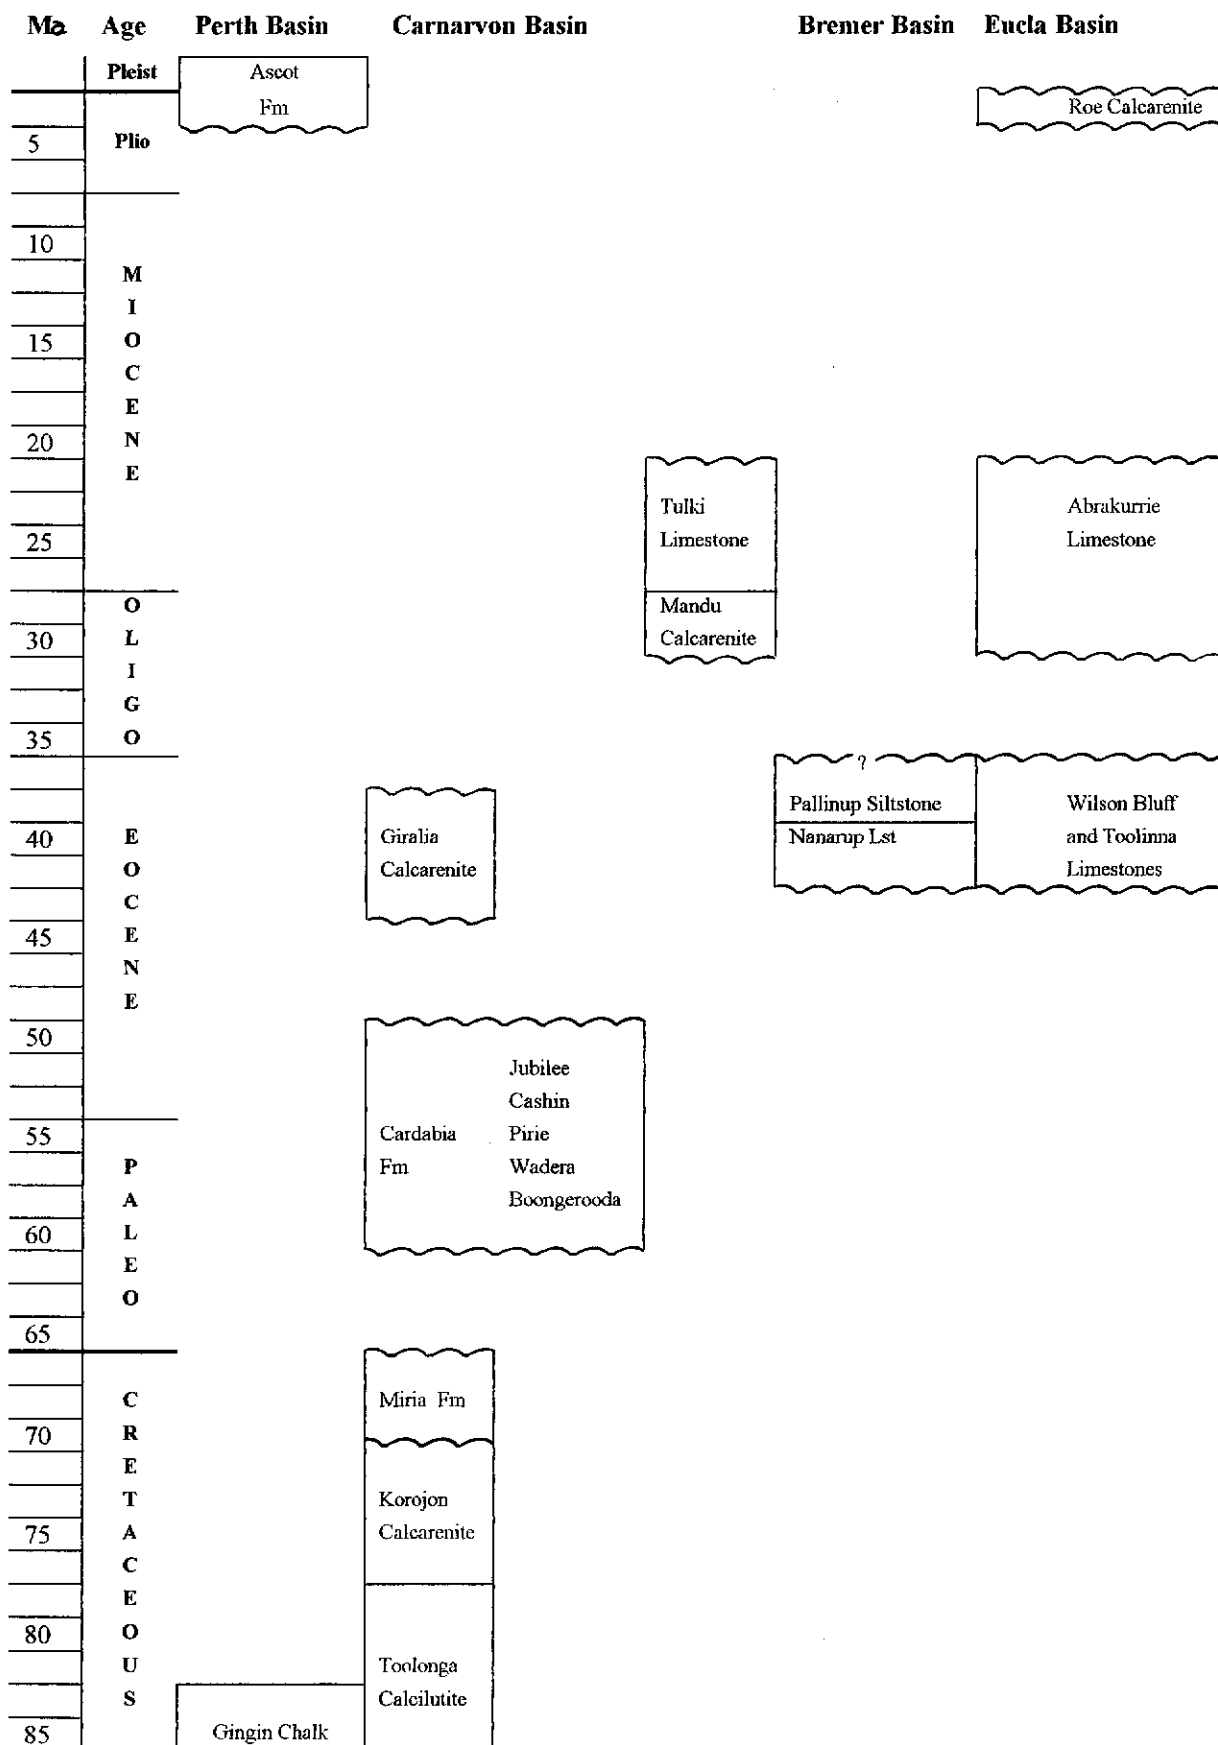 Ma Age Perth Basin Carnarvon Basin Bremer Basin Eucla Basin
Pleist Ascot
Fm Roe Calcarenite
5 Plio
10
M
I
15 O
C
E
20 N
E
Tulki Abrakurrie
25 Limestone Limestone
O Mandu
30 L Calcarenite
I
G
35 O
?
Pallinup Siltstone Wilson Bluff
40 E Giralia Nanarup Lst and Toolinna
O Calcarenite Limestones
C
45 E
N
E
50
Jubilee
Cashin
55 Cardabia Pirie
P Fm Wadera
A Boongerooda
60 L
E
O
65
C Miria Fm
70 R
E
T Korojon
75 A Calcarenite
C
E
80 O
U Toolonga
S Calcilutite
85 Gingin Chalk